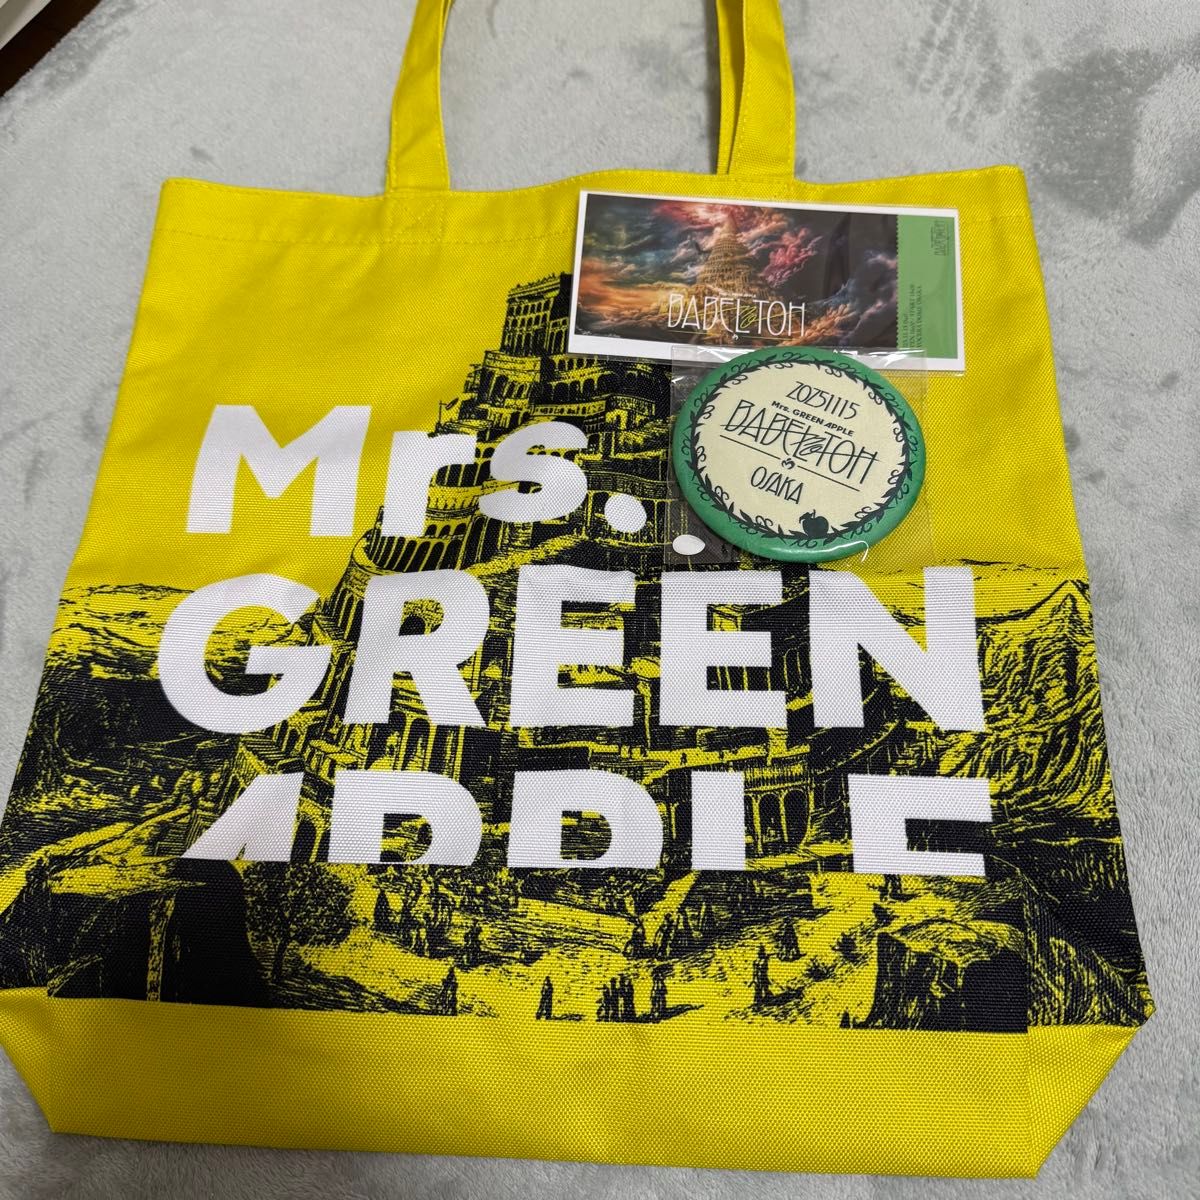 BABEL no TOH
20251115
Mrs. GREEN APPLE
BABEL no TOH
OSAKA
Mrs.
GREEN
APPLE